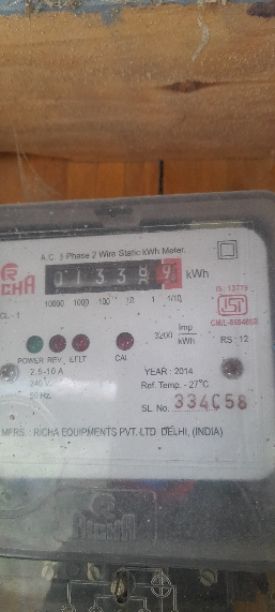 A.C. 1-Phase 2 Wire Static kWh Meter.
RICHA
kWh
10000 1000 100 10 1 1/10
IS: 13779
CL - 1
3200 Imp
kWh
RS : 12
POWER REV. E/LT CAL
2.5-10 A
240 V.
50 Hz.
YEAR : 2014
Ref. Temp. - 27°C
SL. No. 334658
MFRS. : RICHA EQUIPMENTS PVT. LTD. DELHI, (INDIA)
RICHA